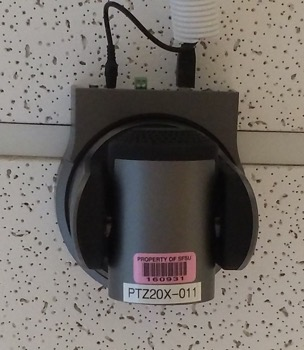 PROPERTY OF SFSU
160931
PTZ20X-011